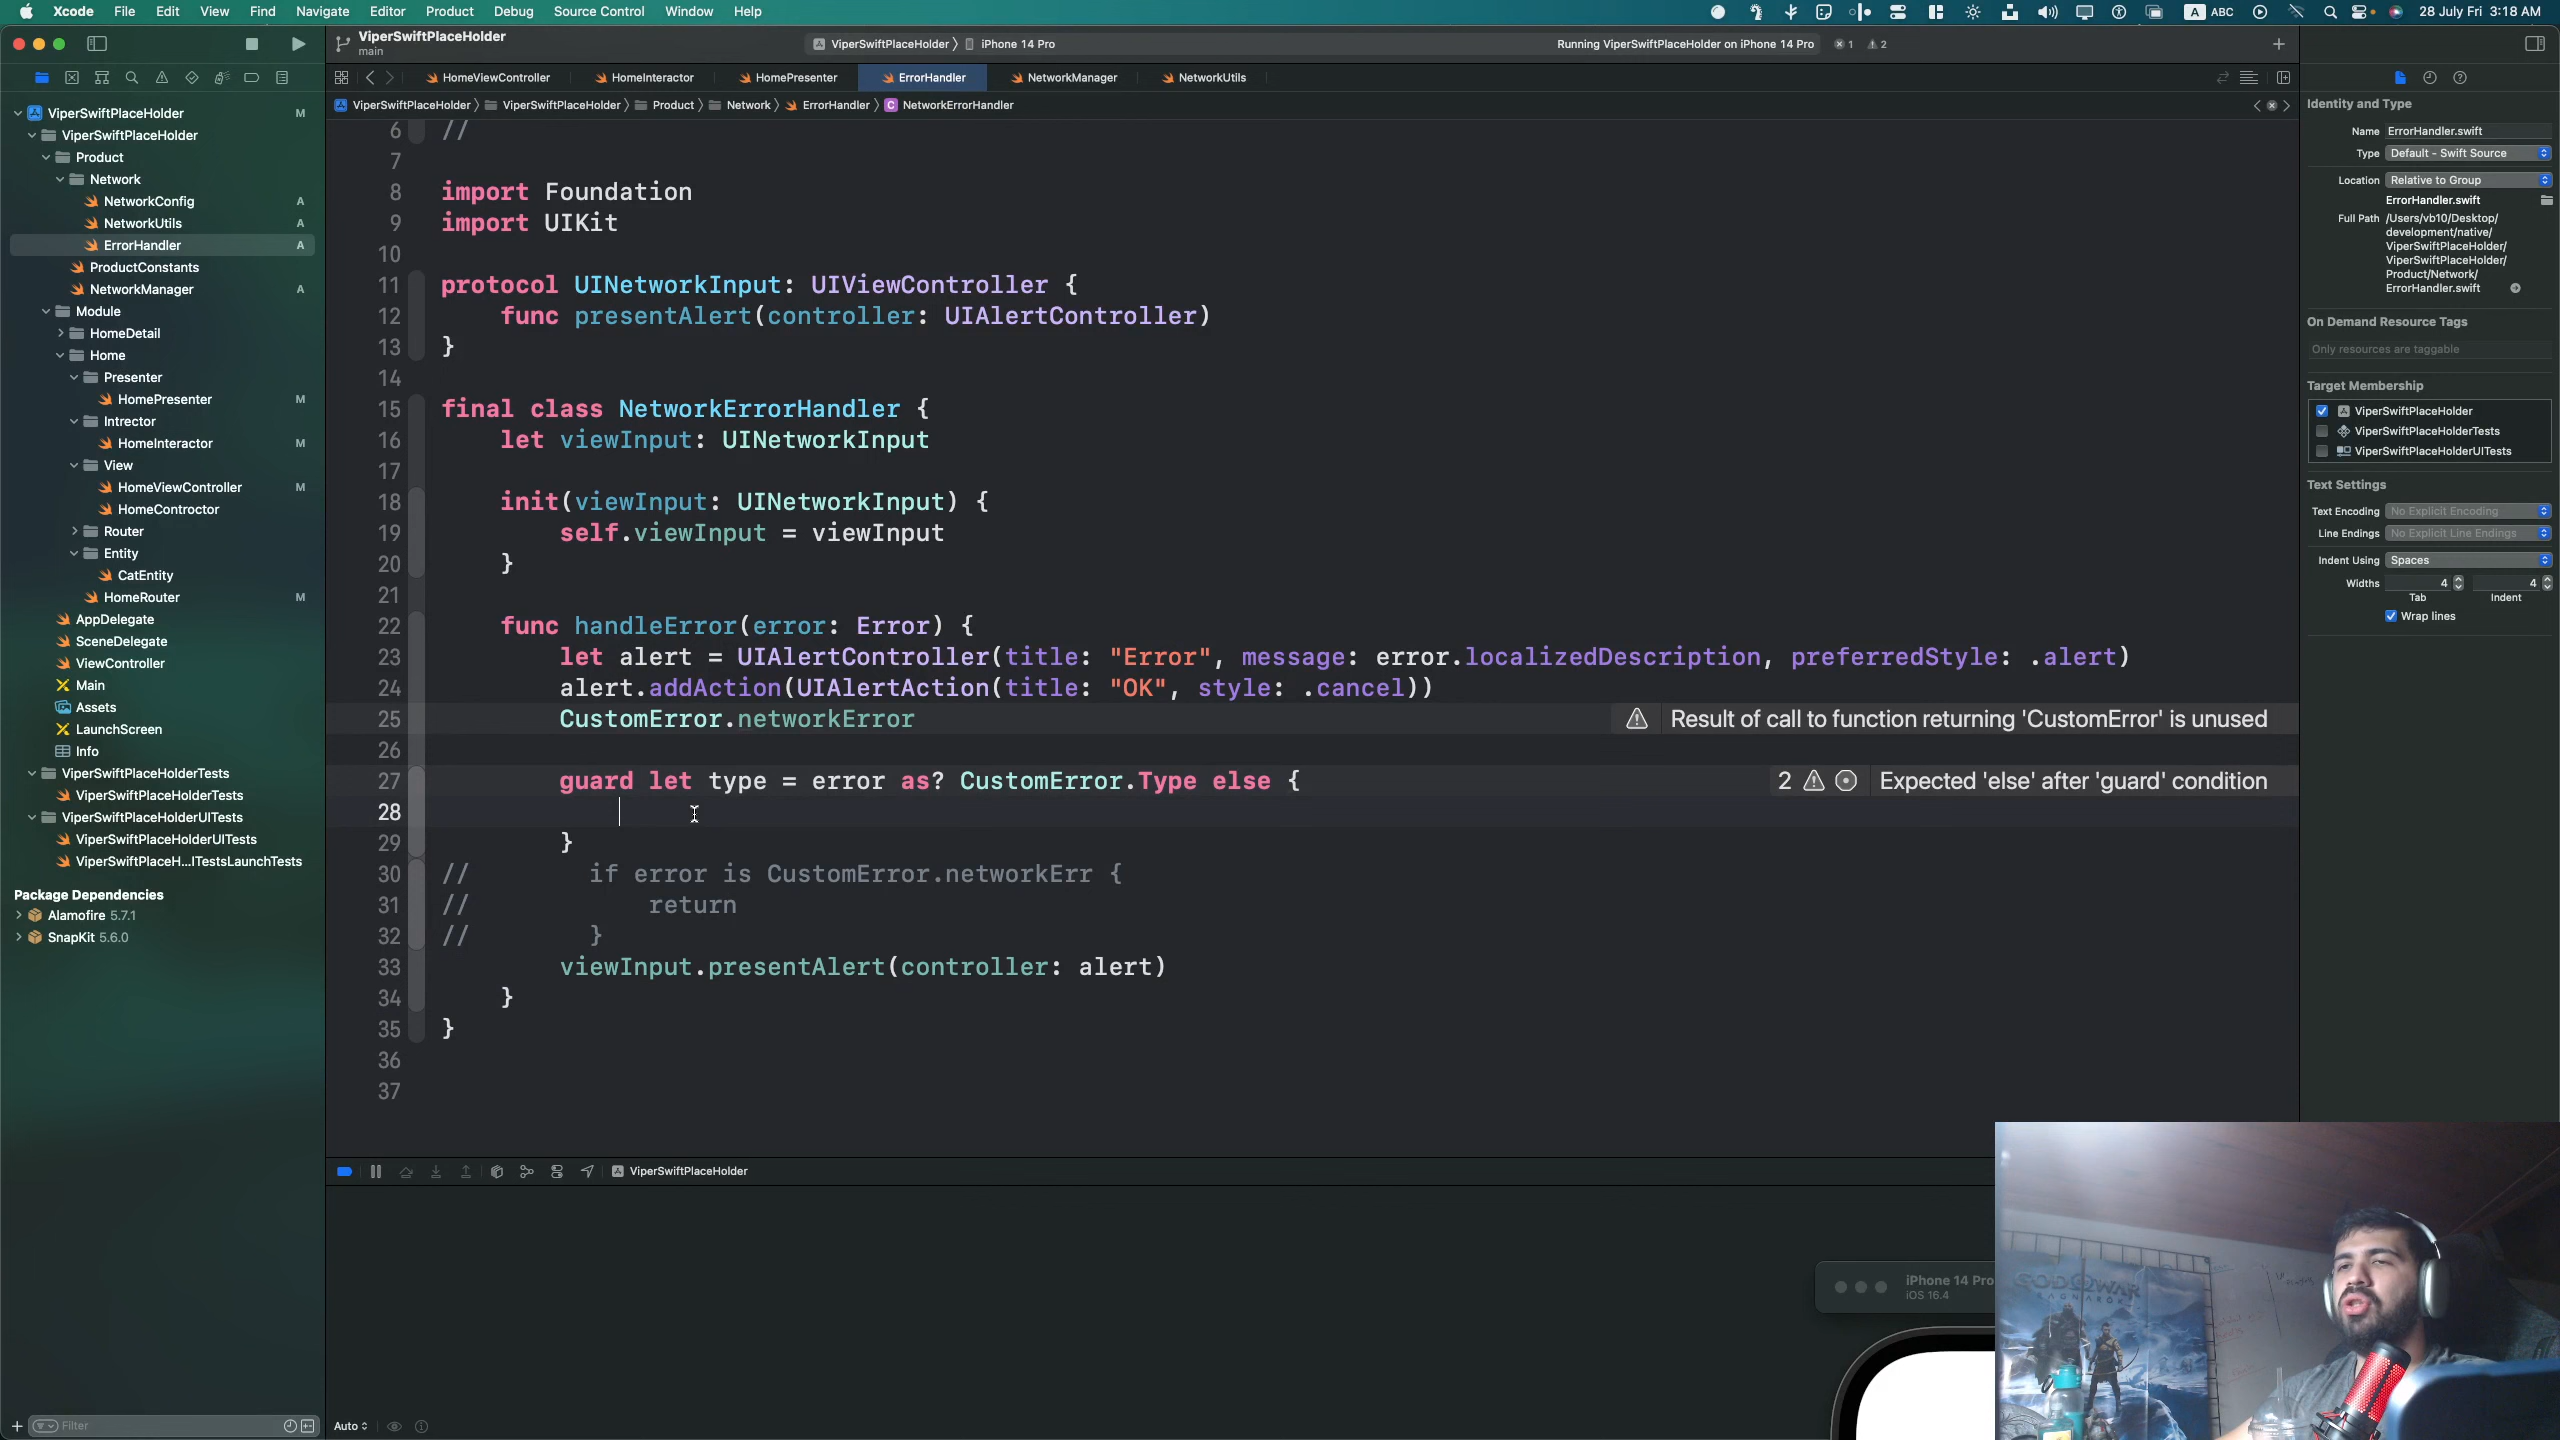 Xcode File Edit View Find Navigate Editor Product Debug Source Control Window Help
A ABC 28 July Fri 3:18 AM
ViperSwiftPlaceHolder
main
ViperSwiftPlaceHolder iPhone 14 Pro
Running ViperSwiftPlaceHolder on iPhone 14 Pro 1 2
HomeViewController HomeInteractor HomePresenter ErrorHandler NetworkManager NetworkUtils
ViperSwiftPlaceHolder ViperSwiftPlaceHolder Product Network ErrorHandler C NetworkErrorHandler
ViperSwiftPlaceHolder M
ViperSwiftPlaceHolder
Product
Network
NetworkConfig A
NetworkUtils A
ErrorHandler A
ProductConstants
NetworkManager A
Module
HomeDetail
Home
Presenter
HomePresenter M
Intrector
HomeInteractor M
View
HomeViewController M
HomeControctor
Router
Entity
CatEntity
HomeRouter M
AppDelegate
SceneDelegate
ViewController
Main
Assets
LaunchScreen
Info
ViperSwiftPlaceHolderTests
ViperSwiftPlaceHolderTests
ViperSwiftPlaceHolderUITests
ViperSwiftPlaceHolderUITests
ViperSwiftPlaceH...ITestsLaunchTests
Package Dependencies
Alamofire 5.7.1
SnapKit 5.6.0
Filter
6 //
7
8 import Foundation
9 import UIKit
10
11 protocol UINetworkInput: UIViewController {
12 func presentAlert(controller: UIAlertController)
13 }
14
15 final class NetworkErrorHandler {
16 let viewInput: UINetworkInput
17
18 init(viewInput: UINetworkInput) {
19 self.viewInput = viewInput
20 }
21
22 func handleError(error: Error) {
23 let alert = UIAlertController(title: "Error", message: error.localizedDescription, preferredStyle: .alert)
24 alert.addAction(UIAlertAction(title: "OK", style: .cancel))
25 CustomError.networkError Result of call to function returning 'CustomError' is unused
26
27 guard let type = error as? CustomError.Type else { 2 Expected 'else' after 'guard' condition
28
29 }
30 // if error is CustomError.networkErr {
31 // return
32 // }
33 viewInput.presentAlert(controller: alert)
34 }
35 }
36
37
ViperSwiftPlaceHolder
Auto
iPhone 14 Pro
iOS 16.4
GOD OF WAR
RAGNARÖK
Identity and Type
Name ErrorHandler.swift
Type Default - Swift Source
Location Relative to Group
ErrorHandler.swift
Full Path /Users/vb10/Desktop/
development/native/
ViperSwiftPlaceHolder/
ViperSwiftPlaceHolder/
Product/Network/
ErrorHandler.swift
On Demand Resource Tags
Only resources are taggable
Target Membership
ViperSwiftPlaceHolder
ViperSwiftPlaceHolderTests
ViperSwiftPlaceHolderUITests
Text Settings
Text Encoding No Explicit Encoding
Line Endings No Explicit Line Endings
Indent Using Spaces
Widths 4 4
Tab Indent
Wrap lines